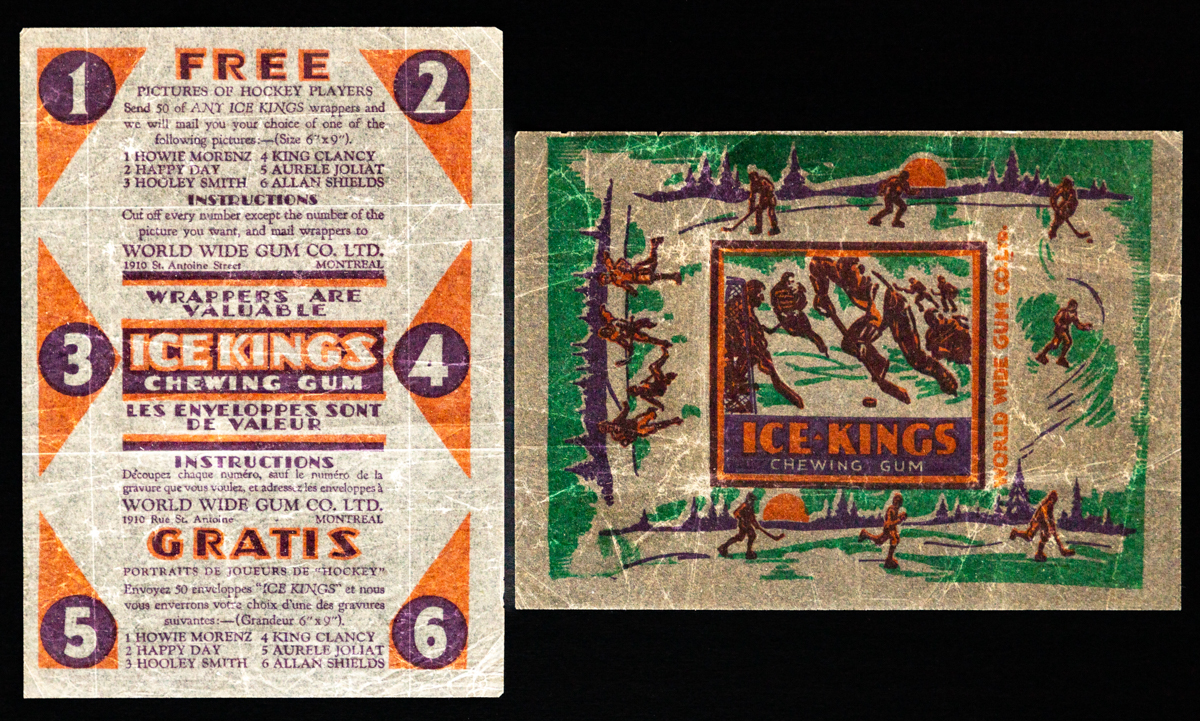 1
2
FREE
PICTURES OF HOCKEY PLAYERS
Send 50 of ANY ICE KINGS wrappers and
we will mail you your choice of one of the
following pictures:—(Size 6"x 9").
1 HOWIE MORENZ 4 KING CLANCY
2 HAPPY DAY 5 AURELE JOLIAT
3 HOOLEY SMITH 6 ALLAN SHIELDS
INSTRUCTIONS
Cut off every number except the number of the
picture you want, and mail wrappers to
WORLD WIDE GUM CO. LTD.
1910 St. Antoine Street MONTREAL
WRAPPERS ARE
VALUABLE
3
4
ICE KINGS
CHEWING GUM
LES ENVELOPPES SONT
DE VALEUR
INSTRUCTIONS
Découpez chaque numéro, sauf le numéro de la
gravure que vous voulez, et adressez les enveloppes à
WORLD WIDE GUM CO. LTD.
1910 Rue St. Antoine MONTREAL
GRATIS
PORTRAITS DE JOUEURS DE "HOCKEY"
Envoyez 50 enveloppes "ICE KINGS" et nous
vous enverrons votre choix d'une des gravures
suivantes:—(Grandeur 6"x 9").
1 HOWIE MORENZ 4 KING CLANCY
2 HAPPY DAY 5 AURELE JOLIAT
3 HOOLEY SMITH 6 ALLAN SHIELDS
5
6
ICE·KINGS
CHEWING GUM
WORLD WIDE GUM CO. LTD.